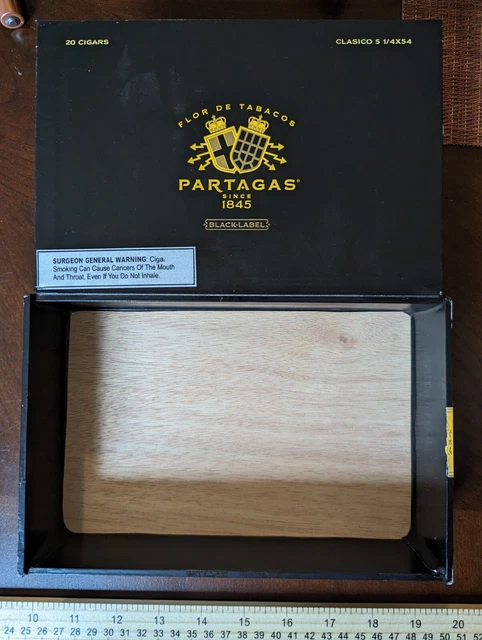 20 CIGARS
CLASICO 5 1/4X54
FLOR DE TABACOS
PARTAGAS®
SINCE
1845
BLACK-LABEL
SURGEON GENERAL WARNING: Cigar
Smoking Can Cause Cancers Of The Mouth
And Throat, Even If You Do Not Inhale.
10 11 12 13 14 15 16 17 18 19 20
24 25 26 27 28 29 30 31 32 33 34 35 36 37 38 39 40 41 42 43 44 45 46 47 48 49 50 51